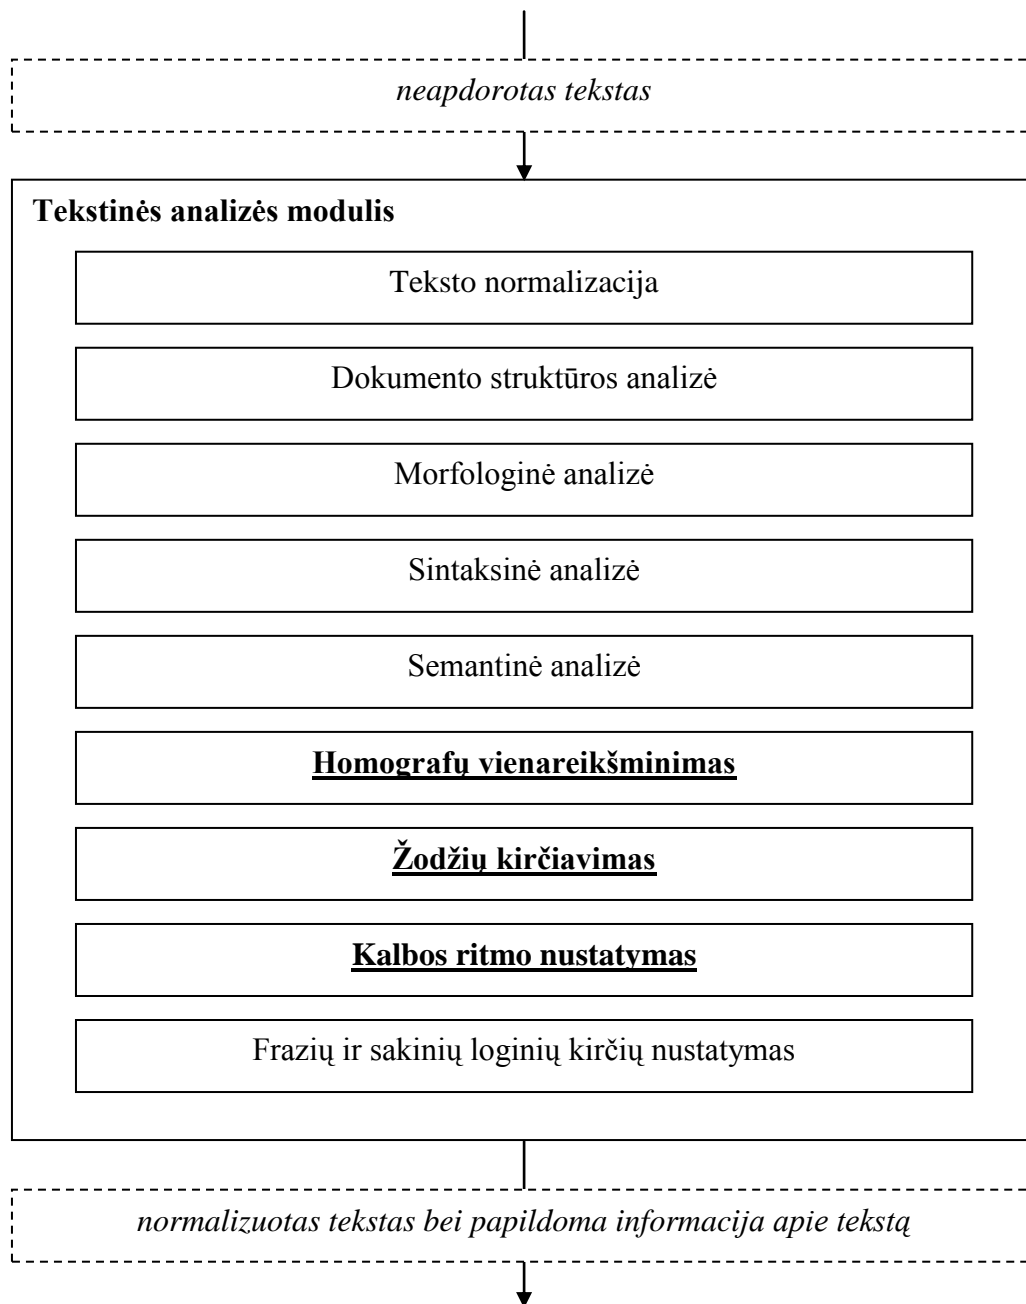 neapdorotas tekstas
Tekstinės analizės modulis
Teksto normalizacija
Dokumento struktūros analizė
Morfologinė analizė
Sintaksinė analizė
Semantinė analizė
Homografų vienareikšminimas
Žodžių kirčiavimas
Kalbos ritmo nustatymas
Frazių ir sakinių loginių kirčių nustatymas
normalizuotas tekstas bei papildoma informacija apie tekstą